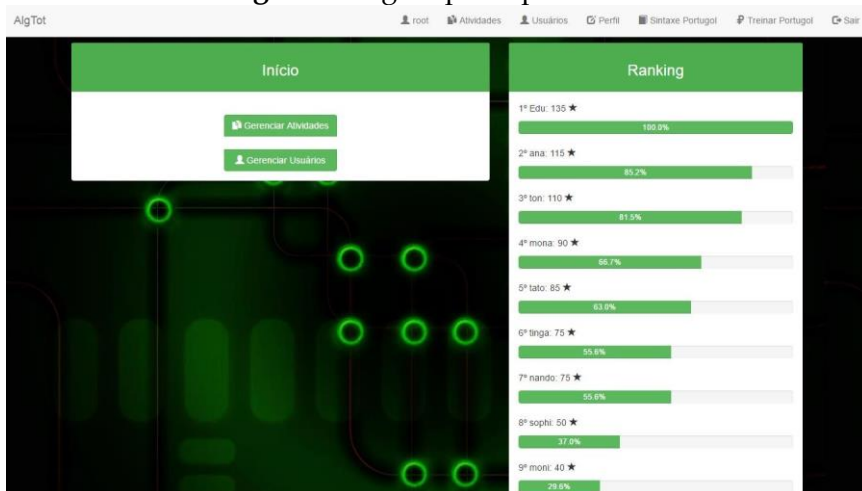 AlgTot root Atividades Usuários Perfil Sintaxe Portugol Treinar Portugol Sair
Início
Gerenciar Atividades
Gerenciar Usuários
Ranking
1º Edu: 135 ★
100.0%
2º ana: 115 ★
85.2%
3º ton: 110 ★
81.5%
4º mona: 90 ★
66.7%
5º tato: 85 ★
63.0%
6º tinga: 75 ★
55.6%
7º nando: 75 ★
55.6%
8º sophi: 50 ★
37.0%
9º moni: 40 ★
29.6%